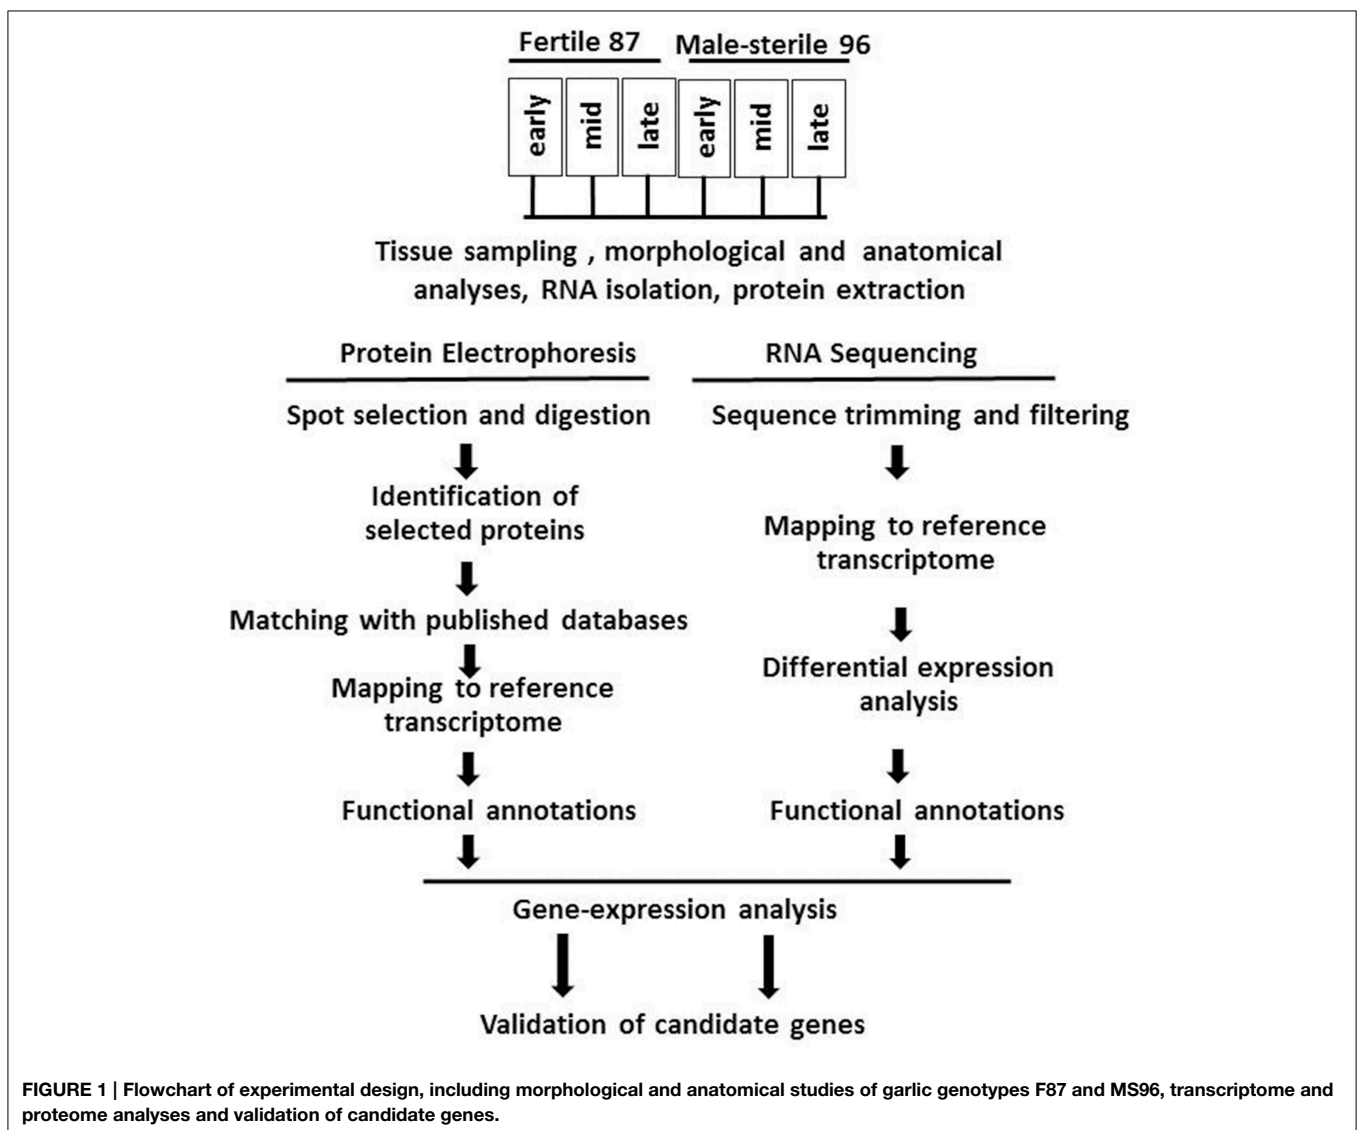 Fertile 87 Male-sterile 96
early mid late early mid late
Tissue sampling , morphological and anatomical
analyses, RNA isolation, protein extraction
Protein Electrophoresis
Spot selection and digestion
Identification of
selected proteins
Matching with published databases
Mapping to reference
transcriptome
Functional annotations
RNA Sequencing
Sequence trimming and filtering
Mapping to reference
transcriptome
Differential expression
analysis
Functional annotations
Gene-expression analysis
Validation of candidate genes
FIGURE 1 | Flowchart of experimental design, including morphological and anatomical studies of garlic genotypes F87 and MS96, transcriptome and
proteome analyses and validation of candidate genes.